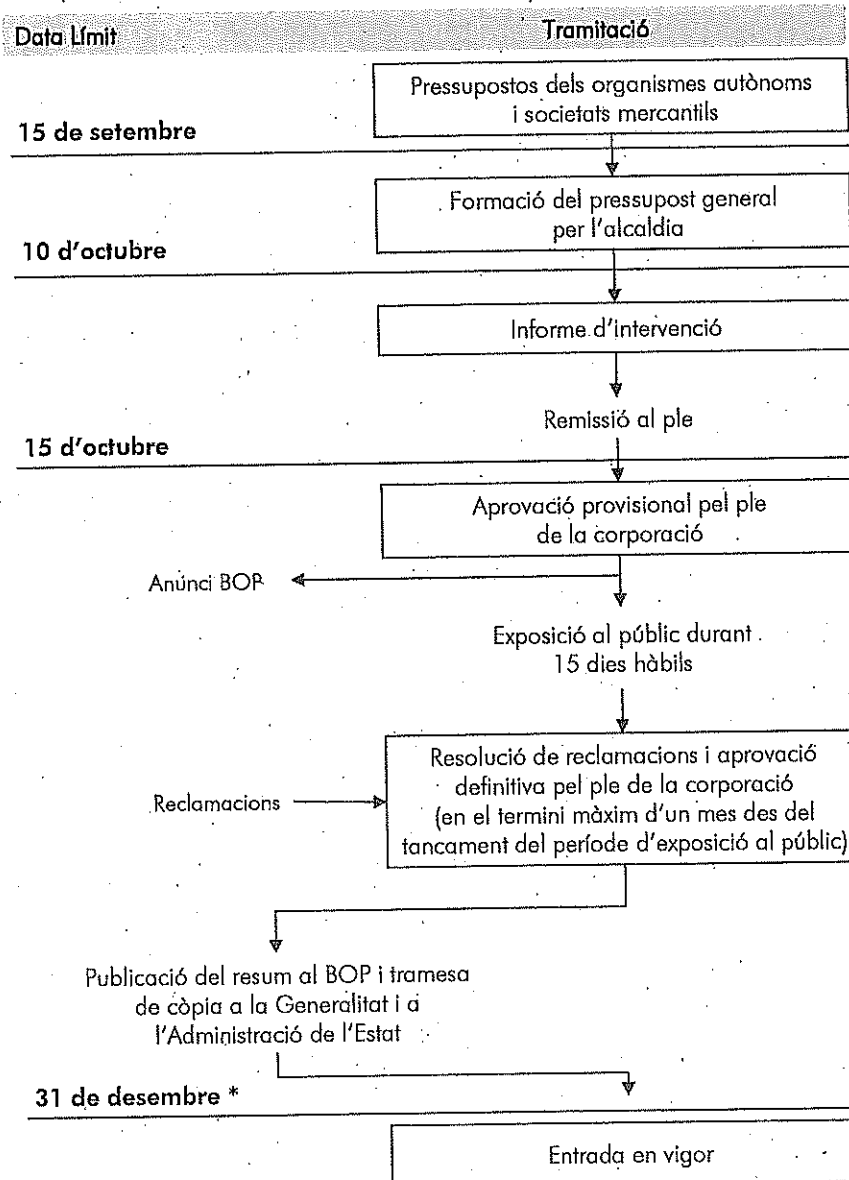 Data Límit
Tramitació
Pressupostos dels organismes autònoms
i societats mercantils
15 de setembre
Formació del pressupost general
per l'alcaldia
10 d'octubre
Informe d'intervenció
Remissió al ple
15 d'octubre
Aprovació provisional pel ple
de la corporació
Anúnci BOP
Exposició al públic durant
15 dies hàbils
Resolució de reclamacions i aprovació
definitiva pel ple de la corporació
(en el termini màxim d'un mes des del
tancament del període d'exposició al públic)
Reclamacions
Publicació del resum al BOP i tramesa
de còpia a la Generalitat i a
l'Administració de l'Estat
31 de desembre *
Entrada en vigor